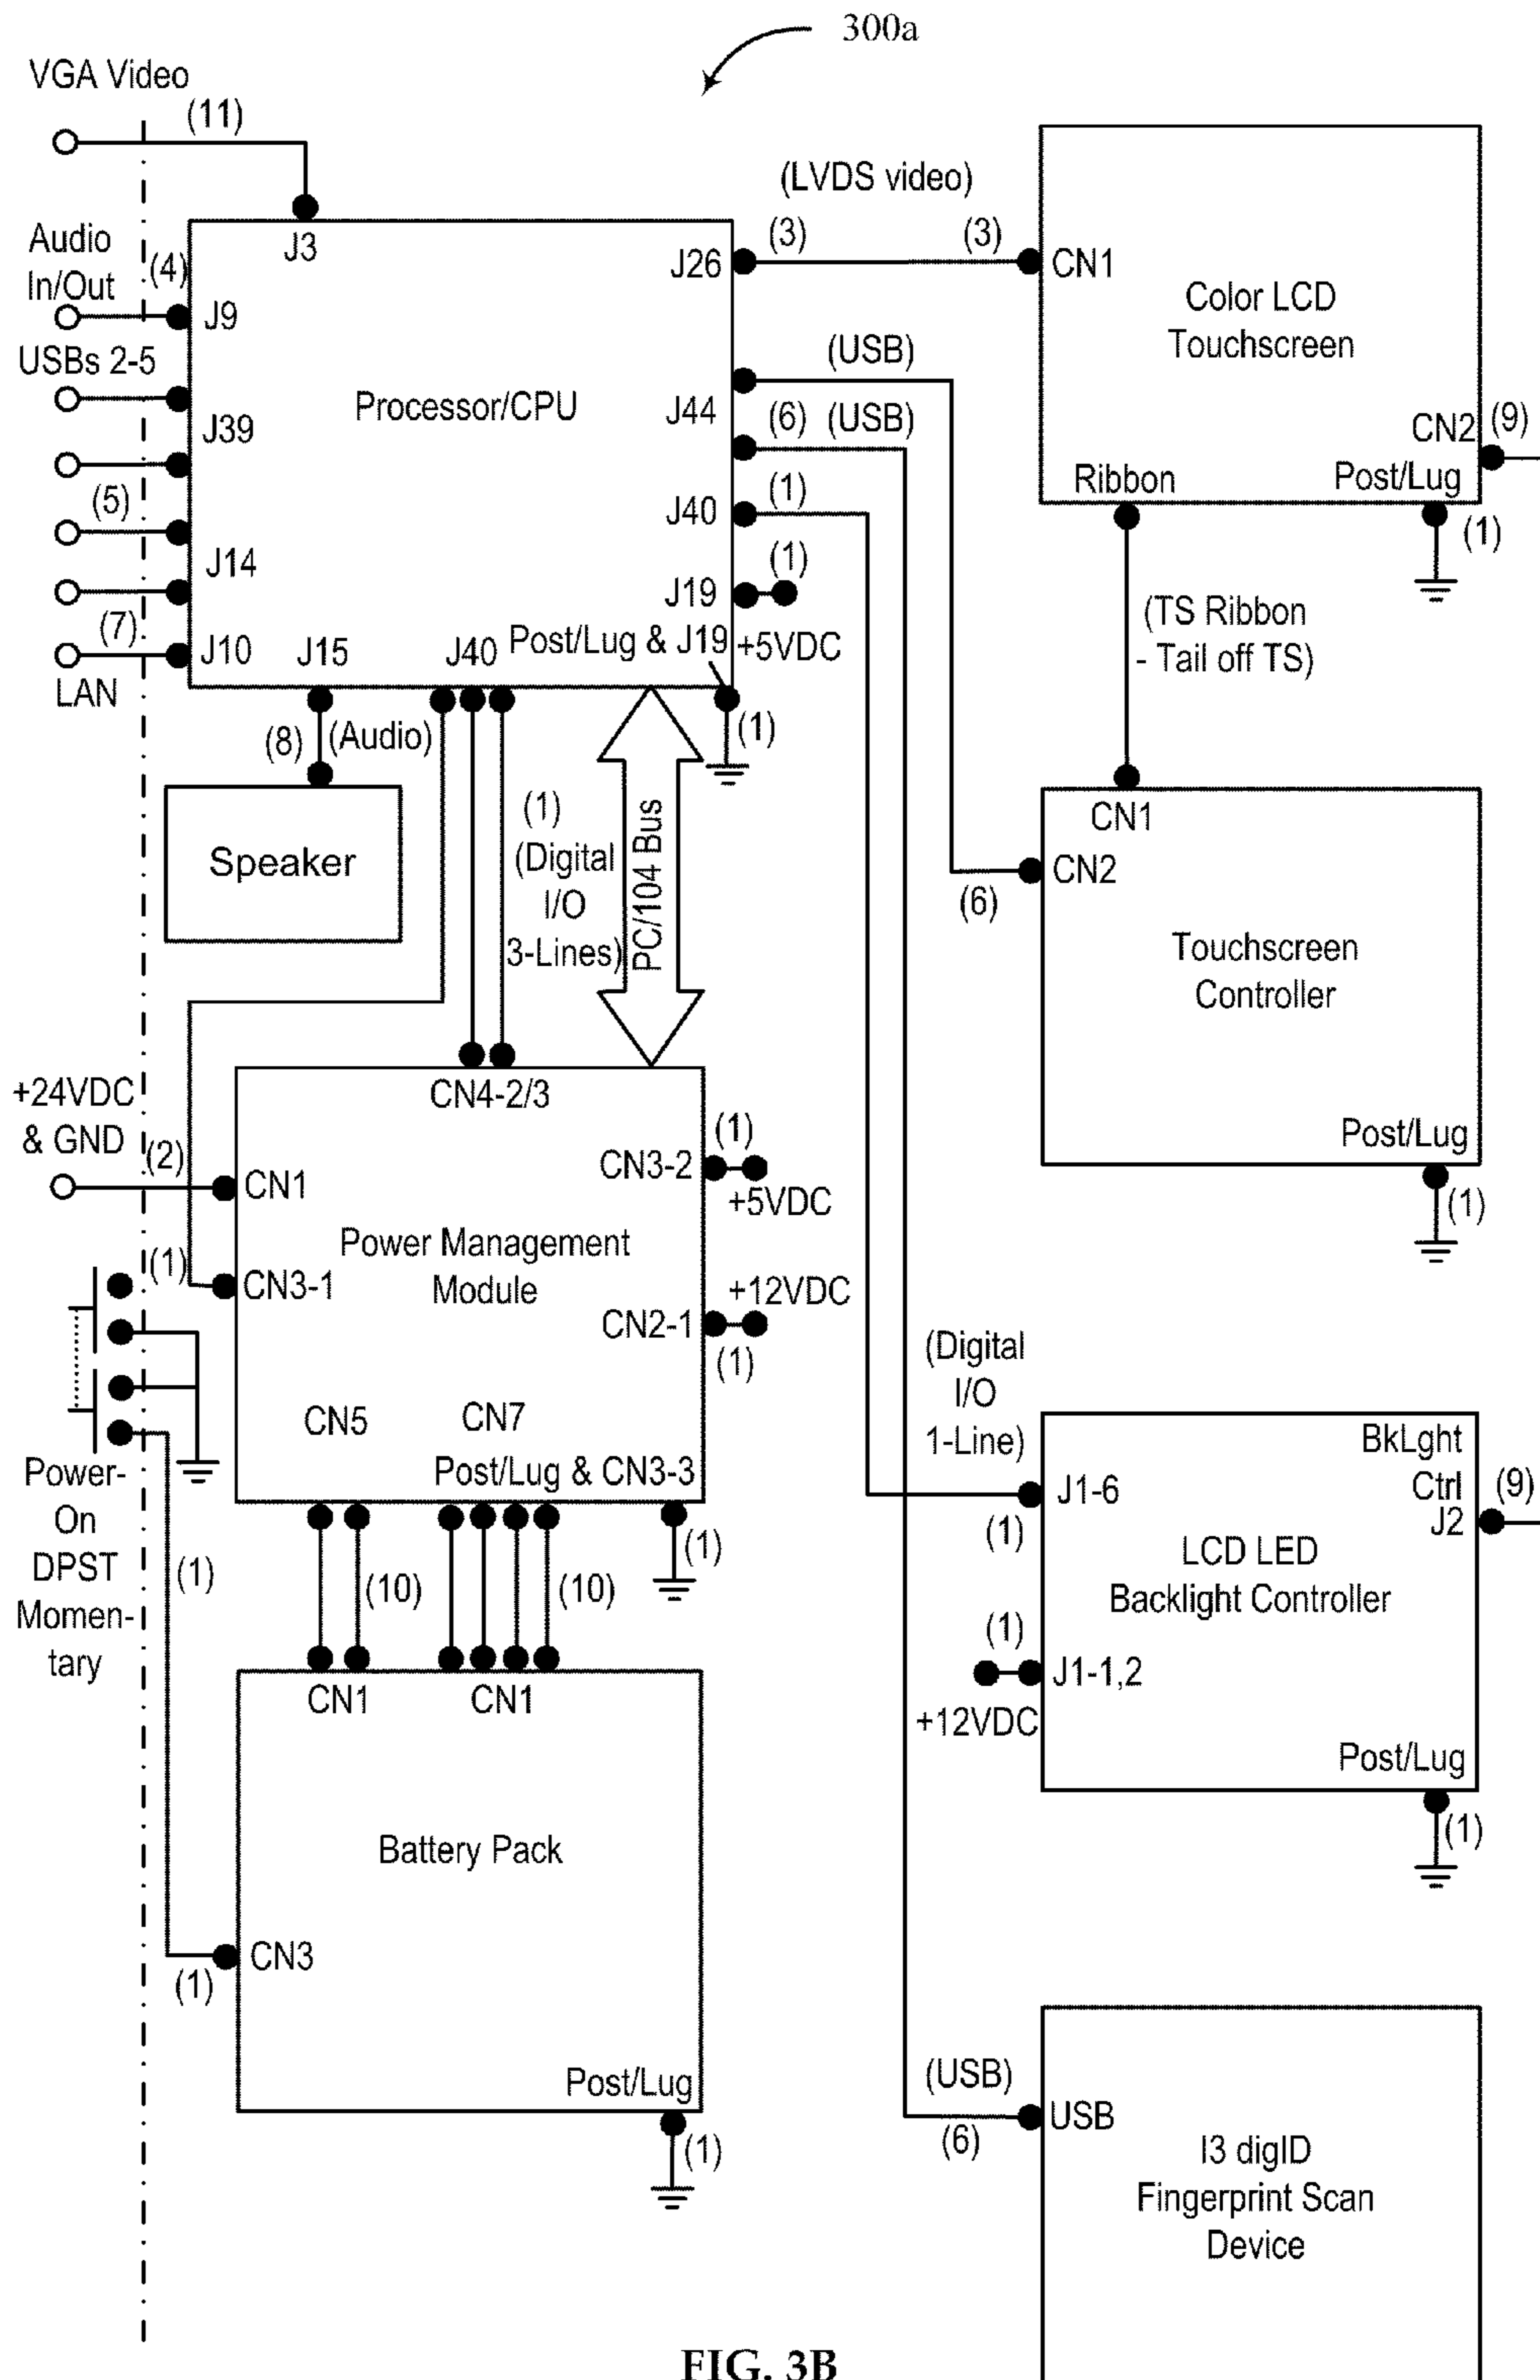 300a
VGA Video
(11)
J3
Audio
In/Out
(4)
J9
USBs 2-5
J39
(5)
J14
(7)
J10
LAN
Processor/CPU
J26
(LVDS video)
(3)
(3)
J44
(USB)
(6)
(USB)
J40
(1)
J19
(1)
+5VDC
J15
J40
Post/Lug & J19
(1)
(8)
(Audio)
Speaker
(1)
(Digital
I/O
3-Lines)
PC/104 Bus
CN1
Color LCD
Touchscreen
CN2
(9)
Ribbon
Post/Lug
(1)
(TS Ribbon
- Tail off TS)
CN1
CN2
(6)
Touchscreen
Controller
Post/Lug
(1)
+24VDC
& GND
(2)
CN1
CN4-2/3
CN3-2
(1)
+5VDC
Power Management
Module
(1)
CN3-1
CN2-1
+12VDC
(1)
CN5
CN7
Post/Lug & CN3-3
(1)
Power-
On
DPST
Momen-
tary
(1)
(10)
(10)
CN1
CN1
Battery Pack
CN3
(1)
Post/Lug
(1)
(Digital
I/O
1-Line)
J1-6
(1)
BkLght
Ctrl
J2
(9)
LCD LED
Backlight Controller
(1)
J1-1,2
+12VDC
Post/Lug
(1)
(USB)
(6)
USB
I3 digID
Fingerprint Scan
Device
FIG. 3B